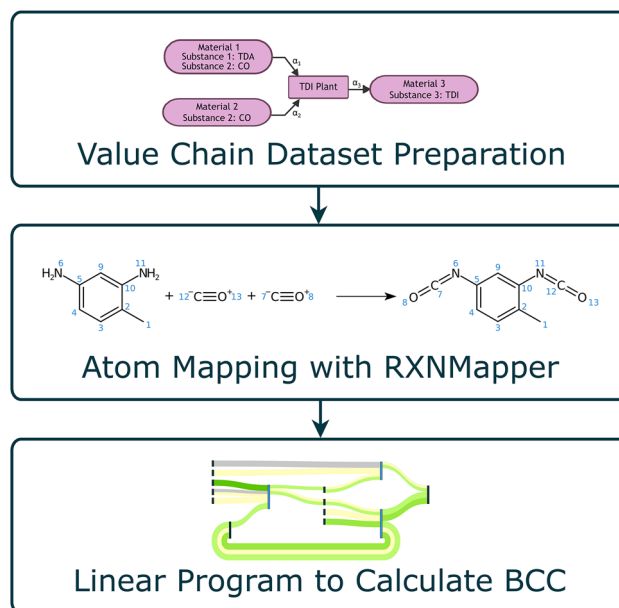 Material 1
Substance 1: TDA
Substance 2: CO
α₁
TDI Plant
α₃
Material 3
Substance 3: TDI
Material 2
Substance 2: CO
α₂
Value Chain Dataset Preparation
6 11
H₂N 9 NH₂
5 10
4 2
3 1
+ 12 ⁻C≡O⁺ 13 + 7 ⁻C≡O⁺ 8
6 11
O C N 9 N C O
8 7 5 10 12 13
4 2
3 1
Atom Mapping with RXNMapper
Linear Program to Calculate BCC